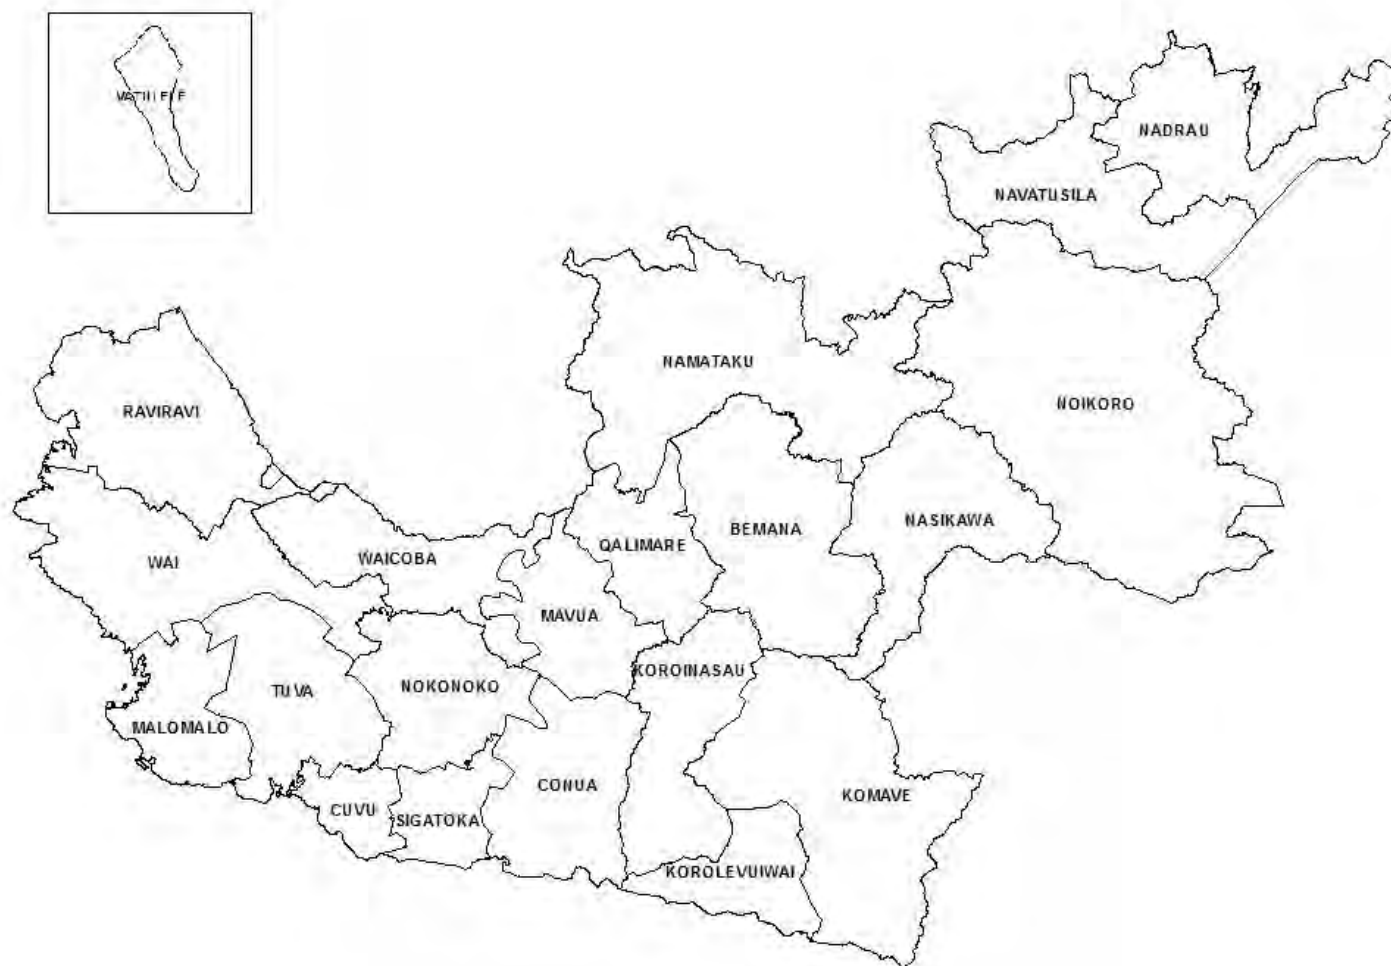 NADRAU
NAVATUSILA
NAMATAKU
NOIKORO
RAVIRAVI
NASIKAWA
BEMANA
QALIMARE
WAICOBA
WAI
MAVUA
KOROINASAU
NOKONOKO
TUVA
MALOMALO
CONUA
KOMAVE
CUVU
SIGATOKA
KOROLEVUIWAI